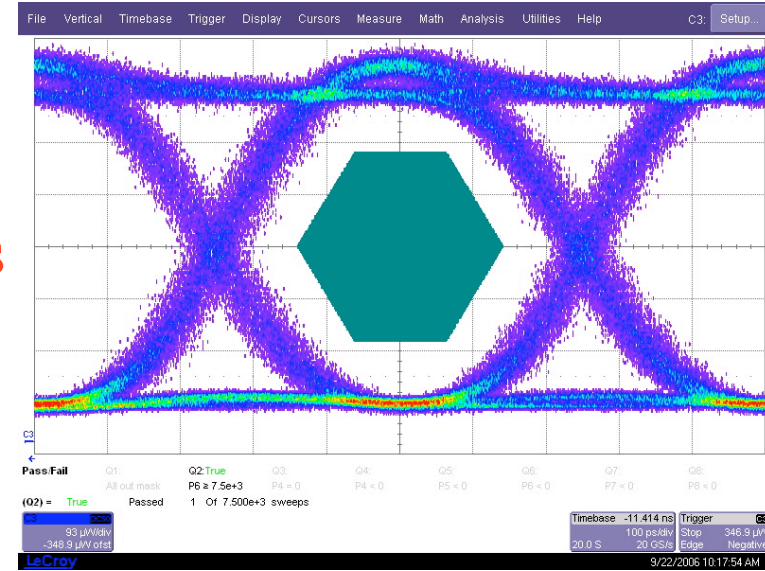 File Vertical Timebase Trigger Display Cursors Measure Math Analysis Utilities Help C3: Setup...
s
C3
Pass/Fail Q1: Q2:True Q3: Q4: Q5: Q6: Q7: Q8:
All out mask P6 ≥ 7.5e+3 P4 = 0 P4 < 0 P5 < 0 P6 < 0 P7 < 0 P8 < 0
(Q2) = True Passed 1 Of 7.500e+3 sweeps
C3
93 µW/div
-348.9 µW ofst
Timebase -11.414 ns
100 ps/div
20.0 S 20 GS/s
Trigger C3
Stop 346.9 µW
Edge Negative
LeCroy
9/22/2006 10:17:54 AM